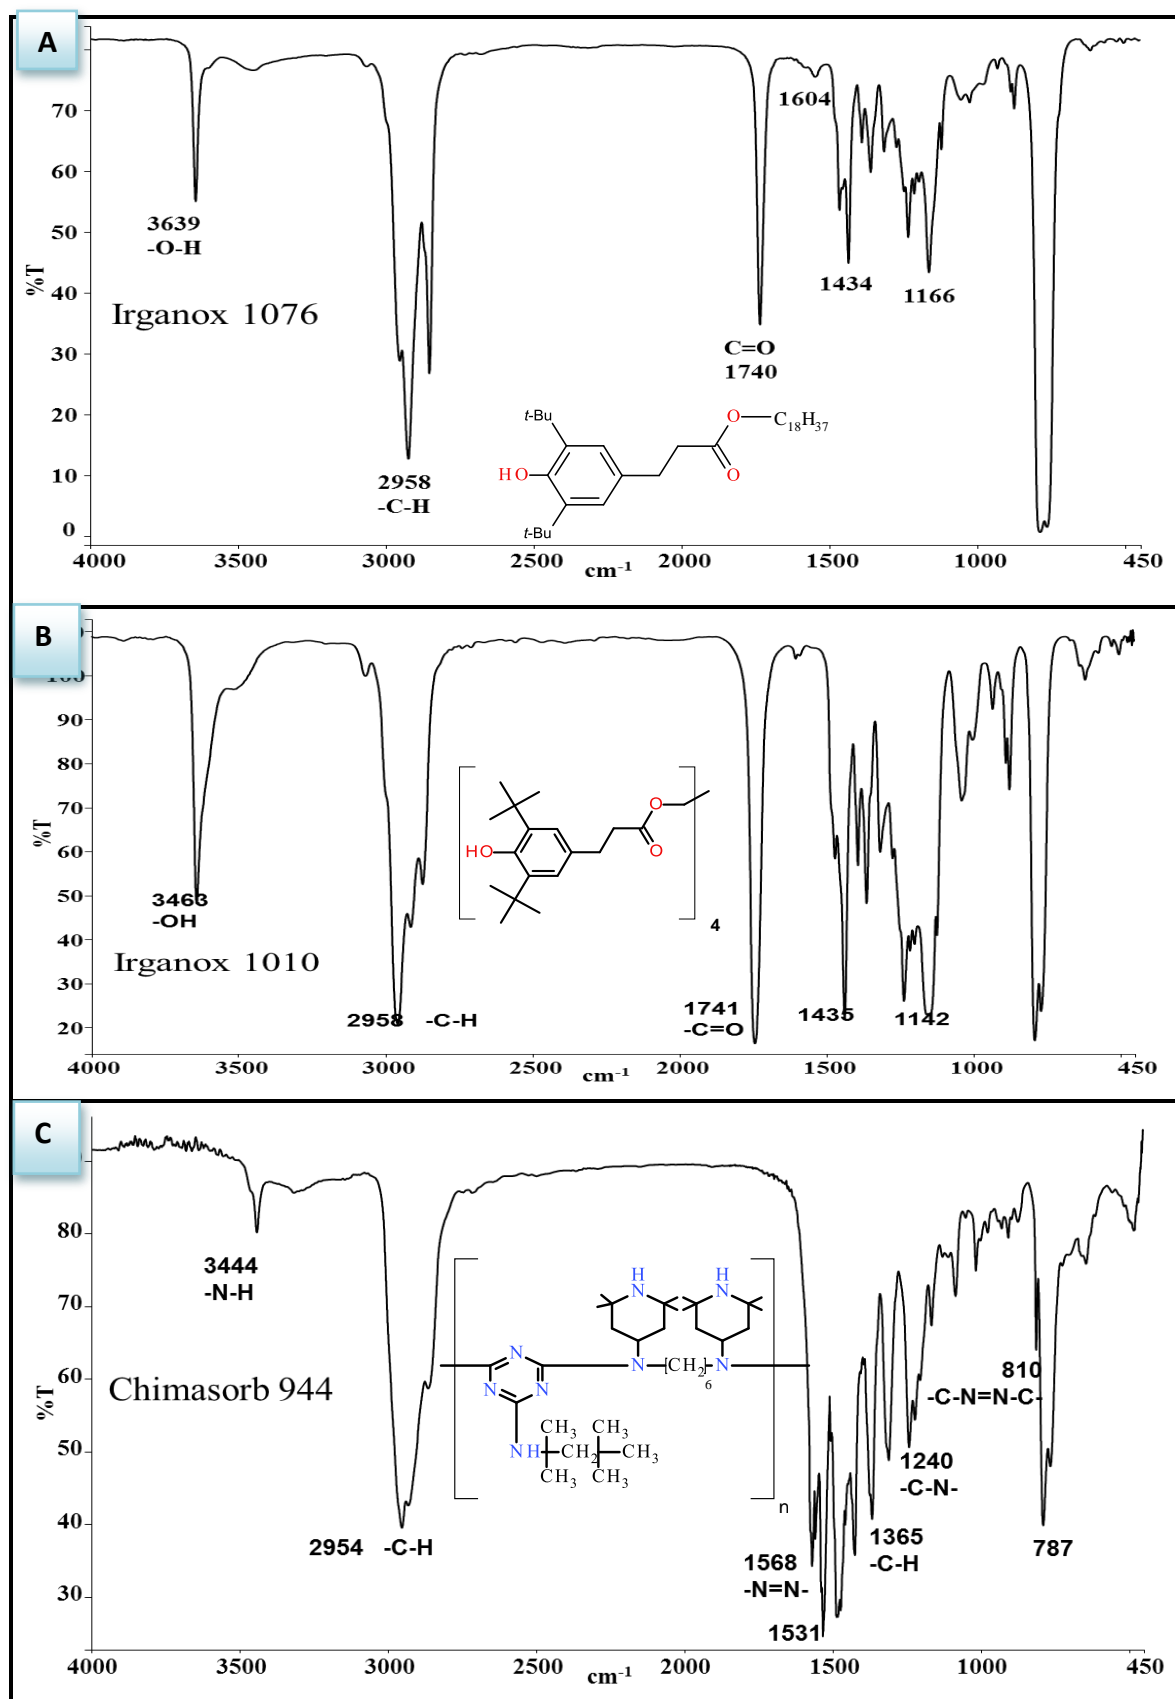 A
70
60
50
40
30
20
10
0
%T
3639
-O-H
Irganox 1076
2958
-C-H
C=O
1740
1604
1434
1166
t-Bu
HO
t-Bu
O
C18H37
O
4000
3500
3000
2500
cm-1
2000
1500
1000
450
B
100
90
80
70
60
50
40
30
20
%T
3463
-OH
Irganox 1010
2958 -C-H
1741
-C=O
1435
1142
HO
O
O
4
4000
3500
3000
2500
cm-1
2000
1500
1000
450
C
80
70
60
50
40
30
%T
3444
-N-H
Chimasorb 944
2954 -C-H
H
N
H
N
N
N
N
N
[CH2]6
N
NH
CH3 CH3
CH2
CH3
CH3 CH3
n
1568
-N=N-
1531
1365
-C-H
1240
-C-N-
810
-C-N=N-C-
787
4000
3500
3000
2500
cm-1
2000
1500
1000
450